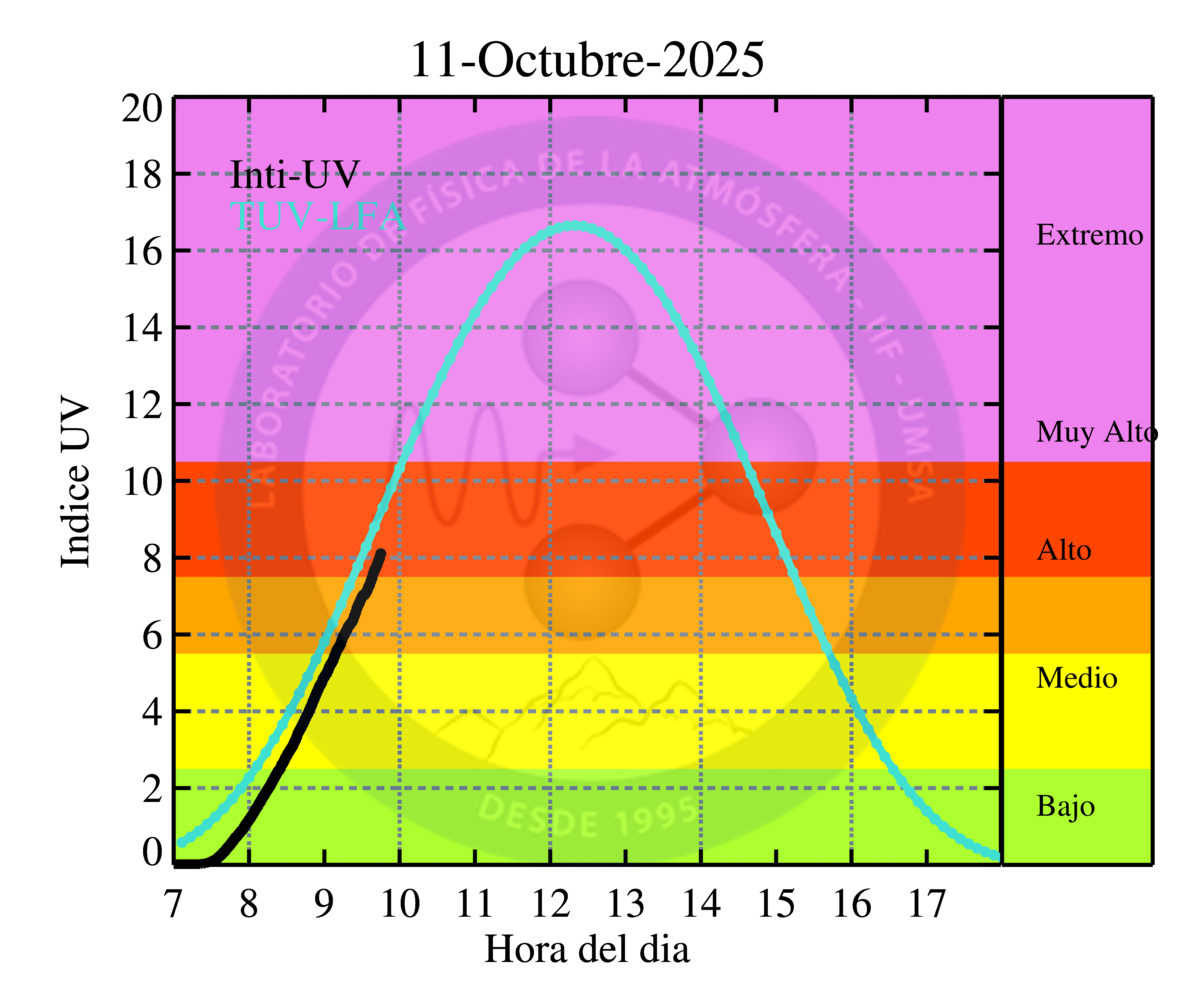 11-Octubre-2025
20
18
16
14
12
10
8
6
4
2
0
Indice UV
Inti-UV
TUV-LFA
LABORATORIO DE FÍSICA DE LA ATMÓSFERA - IIF - UMSA
DESDE 1995
Extremo
Muy Alto
Alto
Medio
Bajo
7 8 9 10 11 12 13 14 15 16 17
Hora del dia